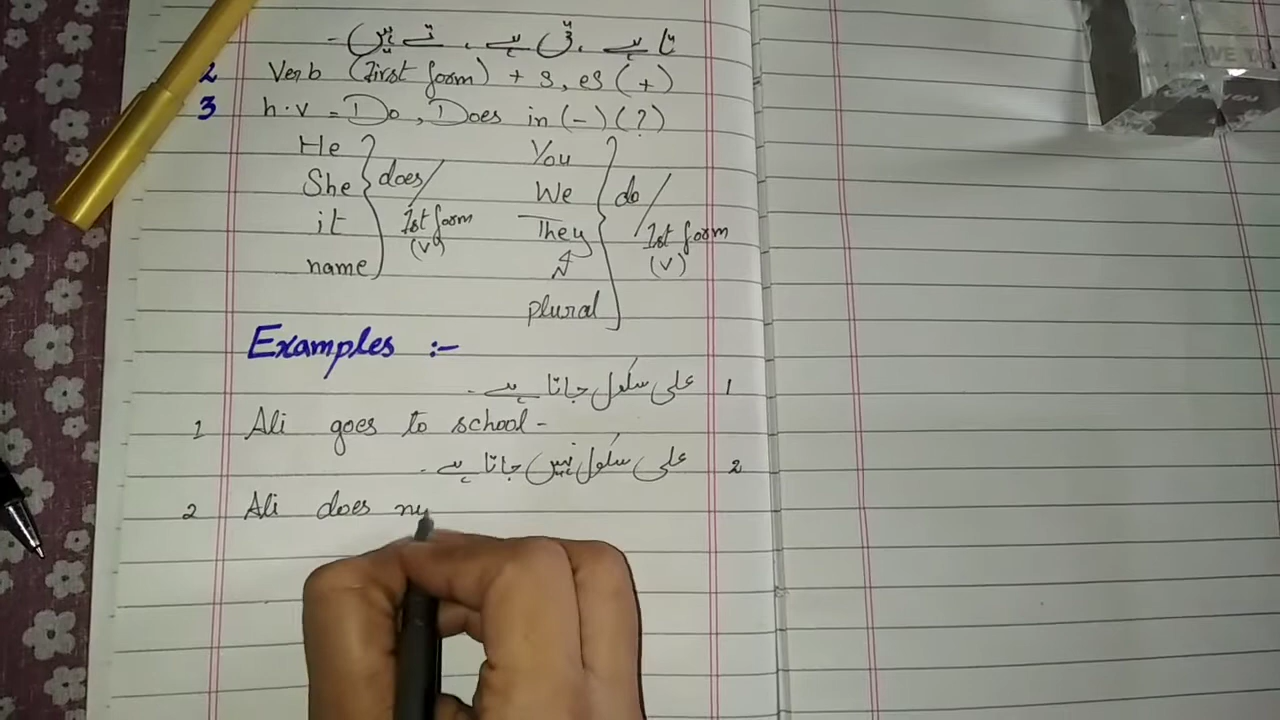 تا ہے ، تی ہے ، تے ہیں -
2 Verb (First form) + s, es (+)
3 h.v = Do, Does in (-) (?)
He
She
it
name
does/
Ist form
(v)
You
We
They
plural
do/
Ist form
(v)
Examples :-
1 علی سکول جاتا ہے -
1 Ali goes to school -
2 علی سکول نہیں جاتا ہے -
2 Ali does